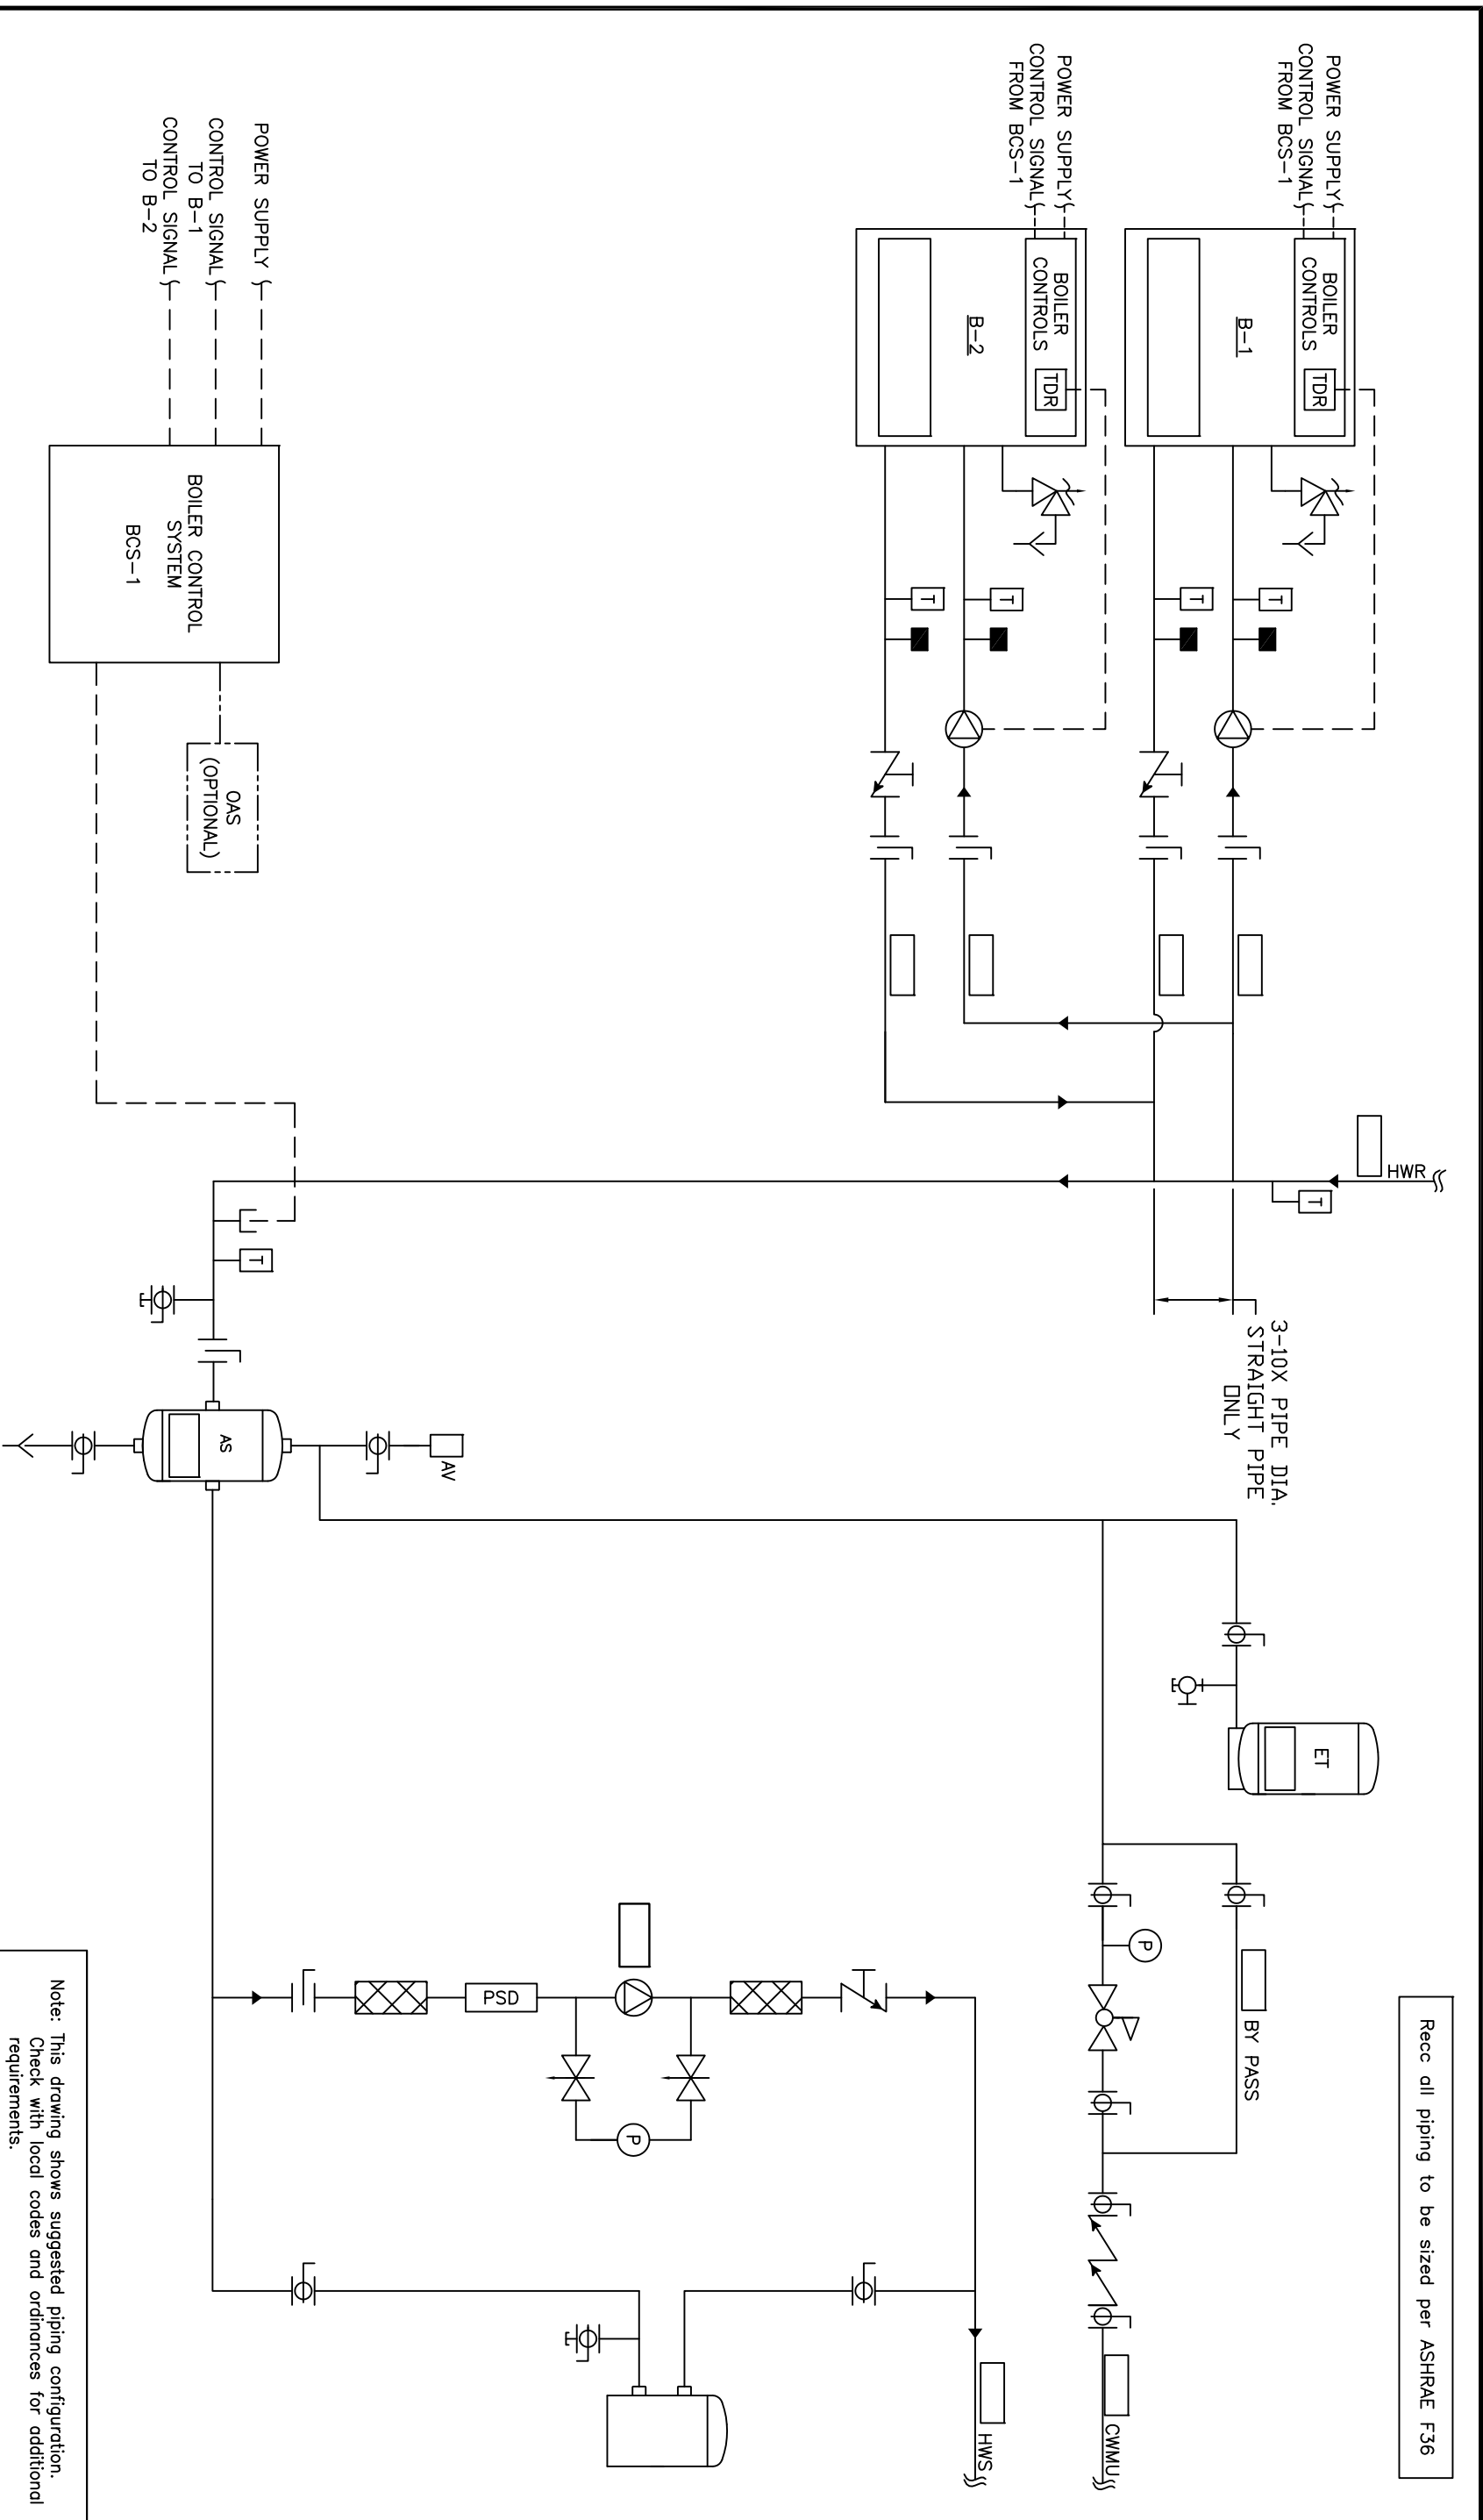 Recc all piping to be sized per ASHRAE F36
HWR
T
3-10X PIPE DIA.
STRAIGHT PIPE
ONLY
ET
BY PASS
P
CWMU
POWER SUPPLY
CONTROL SIGNAL
FROM BCS-1
BOILER
CONTROLS
TDR
B-1
T
T
POWER SUPPLY
CONTROL SIGNAL
FROM BCS-1
BOILER
CONTROLS
TDR
B-2
T
T
HWS
P
PSD
AV
AS
T
POWER SUPPLY
CONTROL SIGNAL
TO B-1
CONTROL SIGNAL
TO B-2
BOILER CONTROL
SYSTEM
BCS-1
OAS
(OPTIONAL)
Note: This drawing shows suggested piping configuration.
Check with local codes and ordinances for additional
requirements.